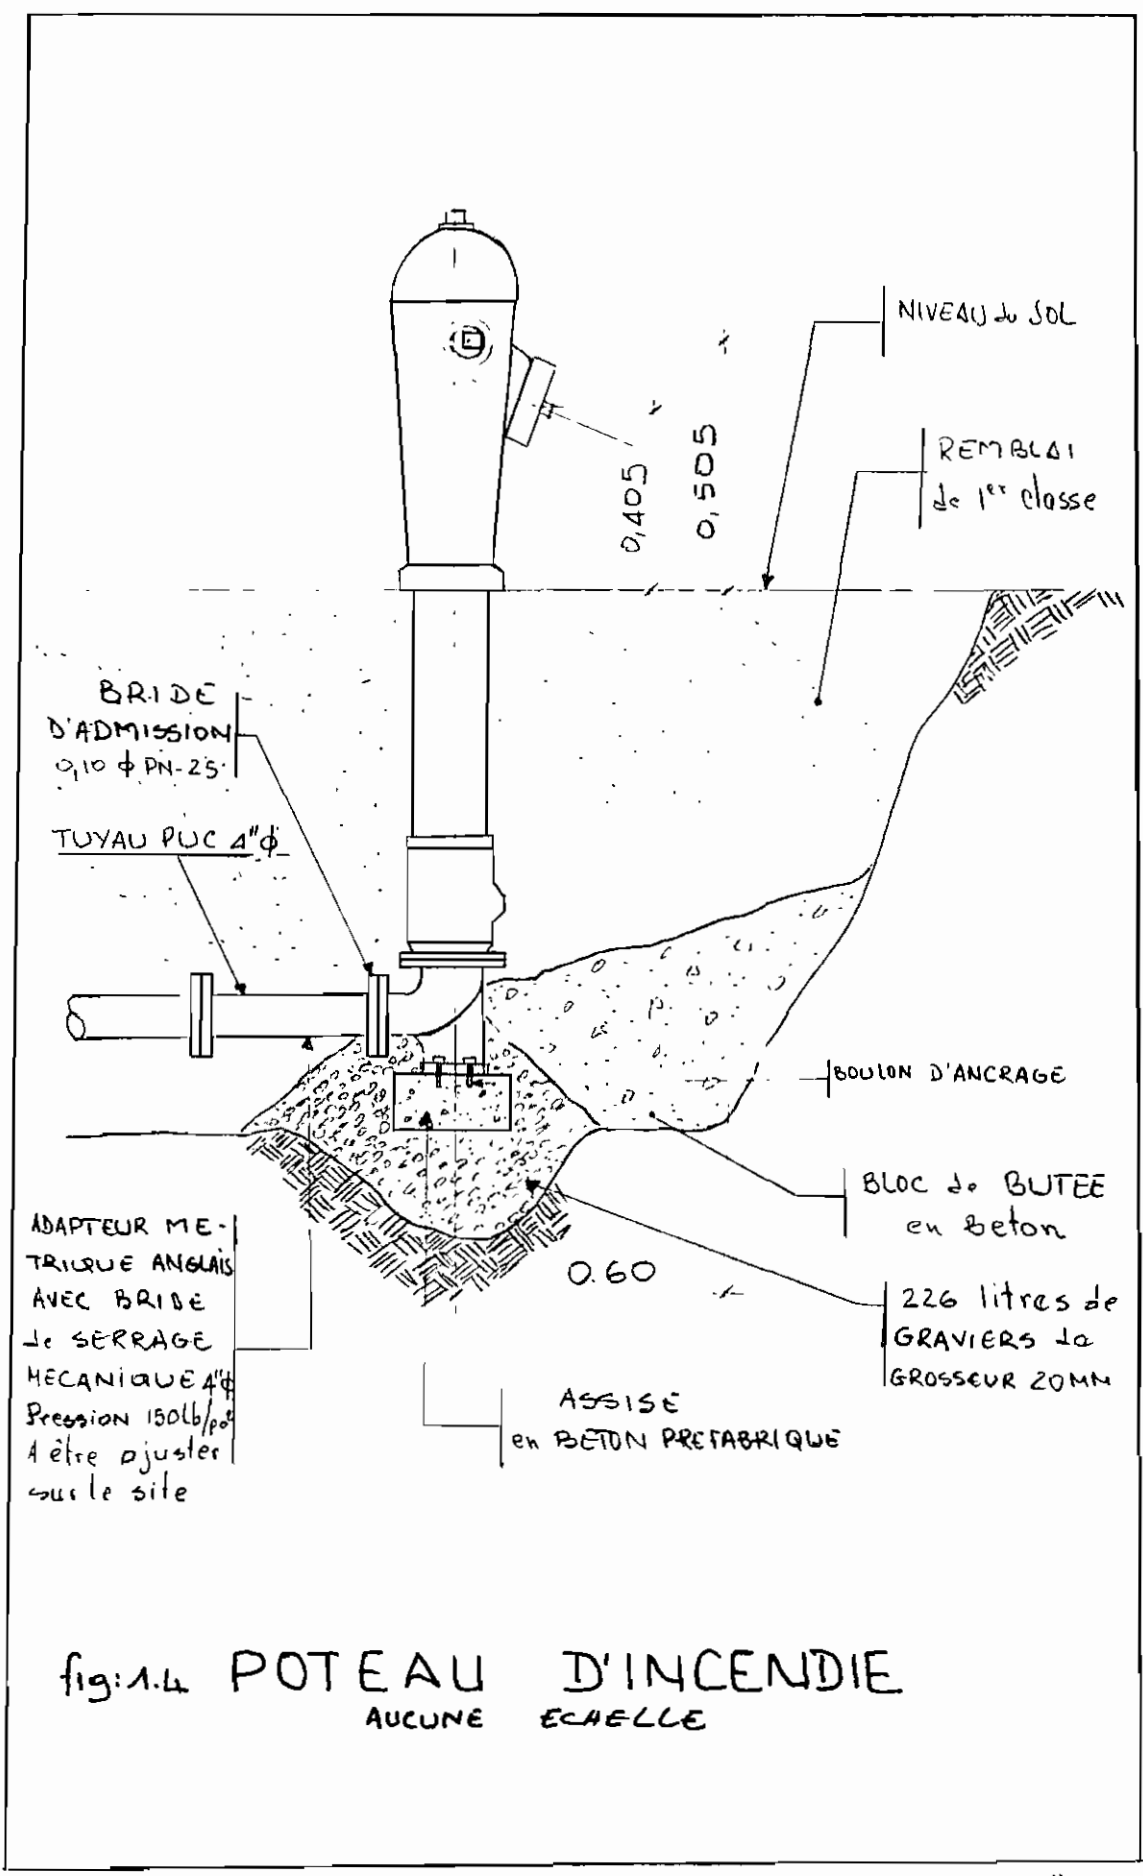 NIVEAU du SOL
REMBLAI
de 1er classe
0,405
0,505
BRIDE
D'ADMISSION
0,10 ϕ PN-25
TUYAU PVC 4"ϕ
BOULON D'ANCRAGE
BLOC de BUTEE
en Beton
ADAPTEUR ME-
TRIQUE ANGLAIS
AVEC BRIDE
de SERRAGE
MECANIQUE 4"ϕ
Pression 150lb/po²
A être ajuster
sur le site
0.60
226 litres de
GRAVIERS de
GROSSEUR 20MM
ASSISE
en BETON PREFABRIQUE
fig:1.4 POTEAU D'INCENDIE
AUCUNE ECHELLE